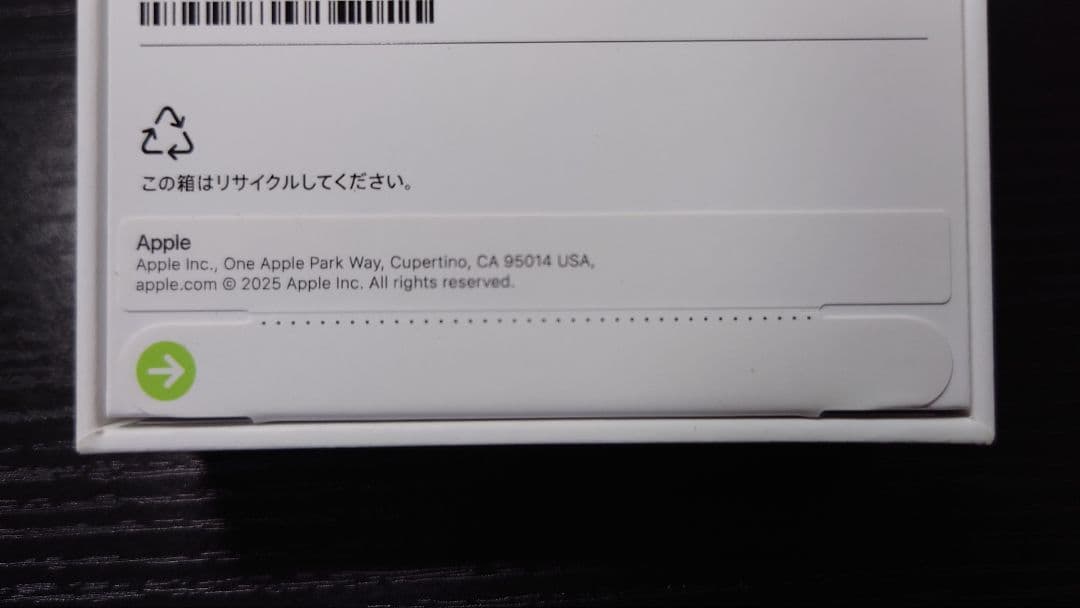 この箱はリサイクルしてください。
Apple
Apple Inc., One Apple Park Way, Cupertino, CA 95014 USA,
apple.com © 2025 Apple Inc. All rights reserved.